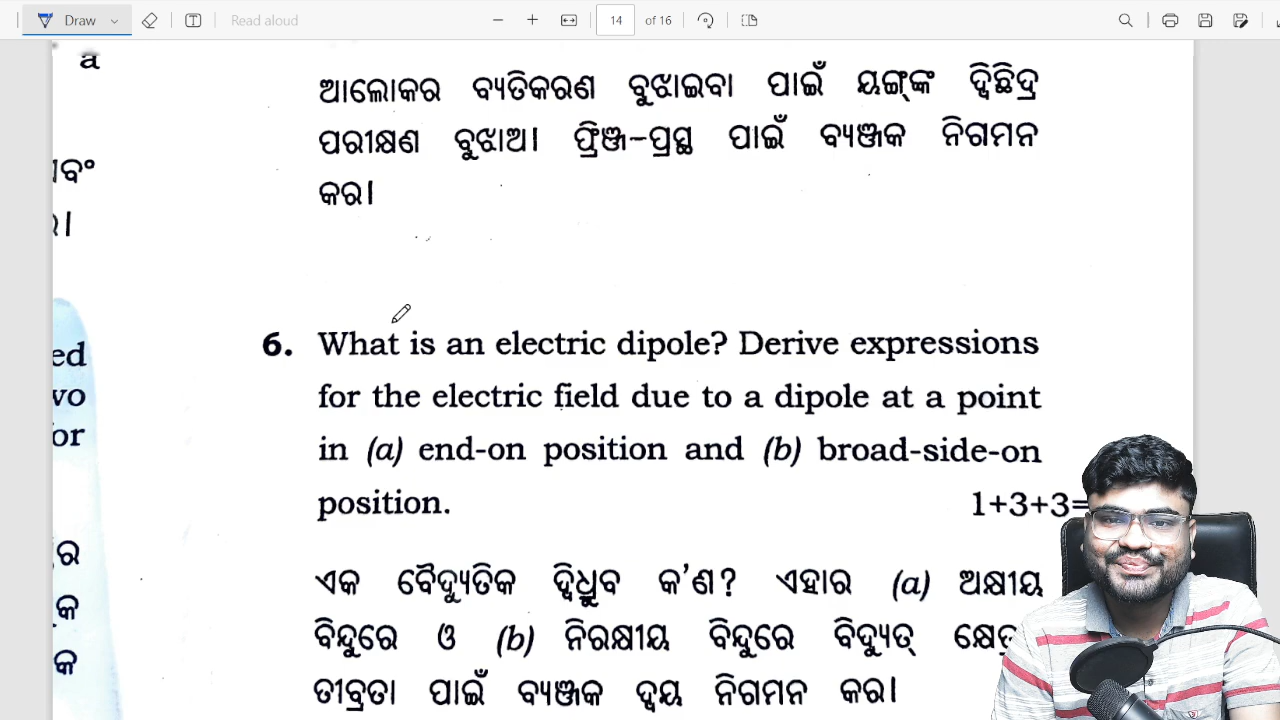 Draw
Read aloud
14 of 16
a
ଆଲୋକର ବ୍ୟତିକରଣ ବୁଝାଇବା ପାଇଁ ୟଙ୍ଗ୍‌ଙ୍କ ଦ୍ୱିଛିଦ୍ର
ପରୀକ୍ଷଣ ବୁଝାଅ। ଫ୍ରିଞ୍ଜ-ପ୍ରସ୍ଥ ପାଇଁ ବ୍ୟଞ୍ଜକ ନିଗମନ
କର।
6. What is an electric dipole? Derive expressions
for the electric field due to a dipole at a point
in (a) end-on position and (b) broad-side-on
position. 1+3+3=
ଏକ ବୈଦ୍ୟୁତିକ ଦ୍ୱିଧ୍ରୁବ କ'ଣ? ଏହାର (a) ଅକ୍ଷୀୟ
ବିନ୍ଦୁରେ ଓ (b) ନିରକ୍ଷୀୟ ବିନ୍ଦୁରେ ବିଦ୍ୟୁତ୍
ତୀବ୍ରତା ପାଇଁ ବ୍ୟଞ୍ଜକ ଦ୍ୱୟ ନିଗମନ କର।